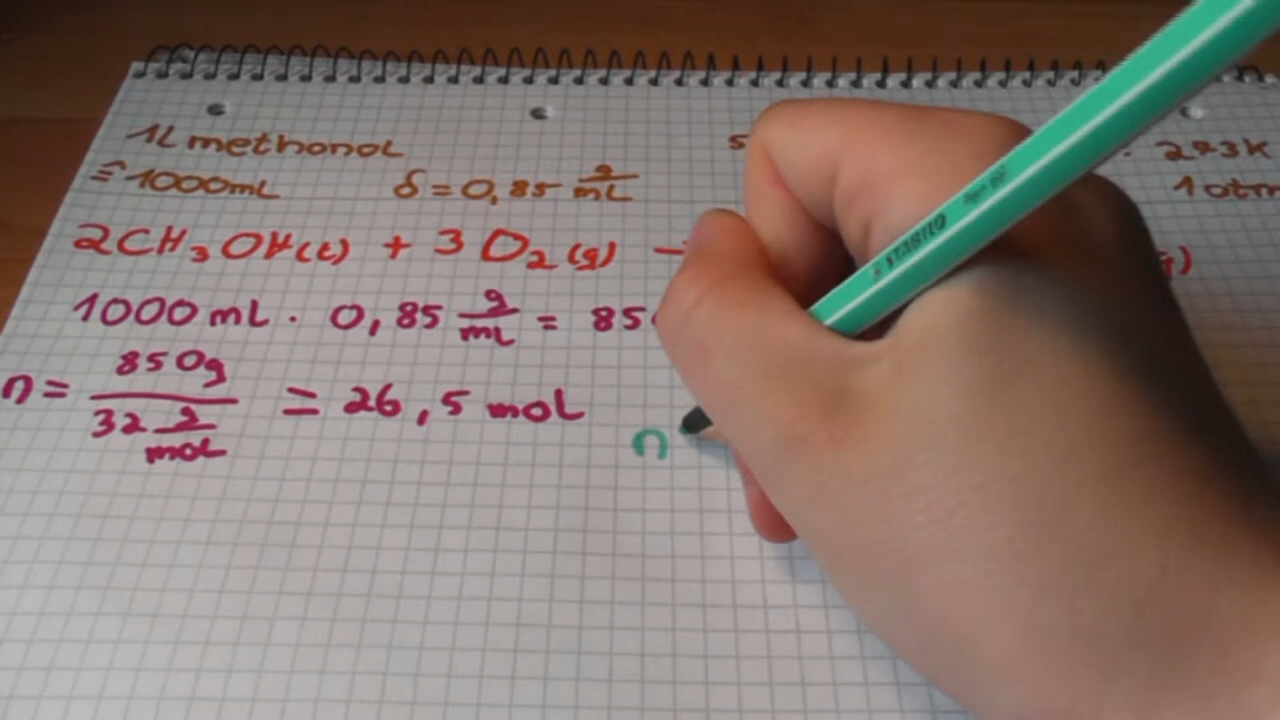 1L methanol
· 273K
≙ 1000mL δ = 0,85 g/mL
1 atm
2CH₃OH(l) + 3 O₂(g) → g)
1000 mL · 0,85 g/mL = 85
n = 850g / 32 g/mol = 26,5 mol
n
STABILO